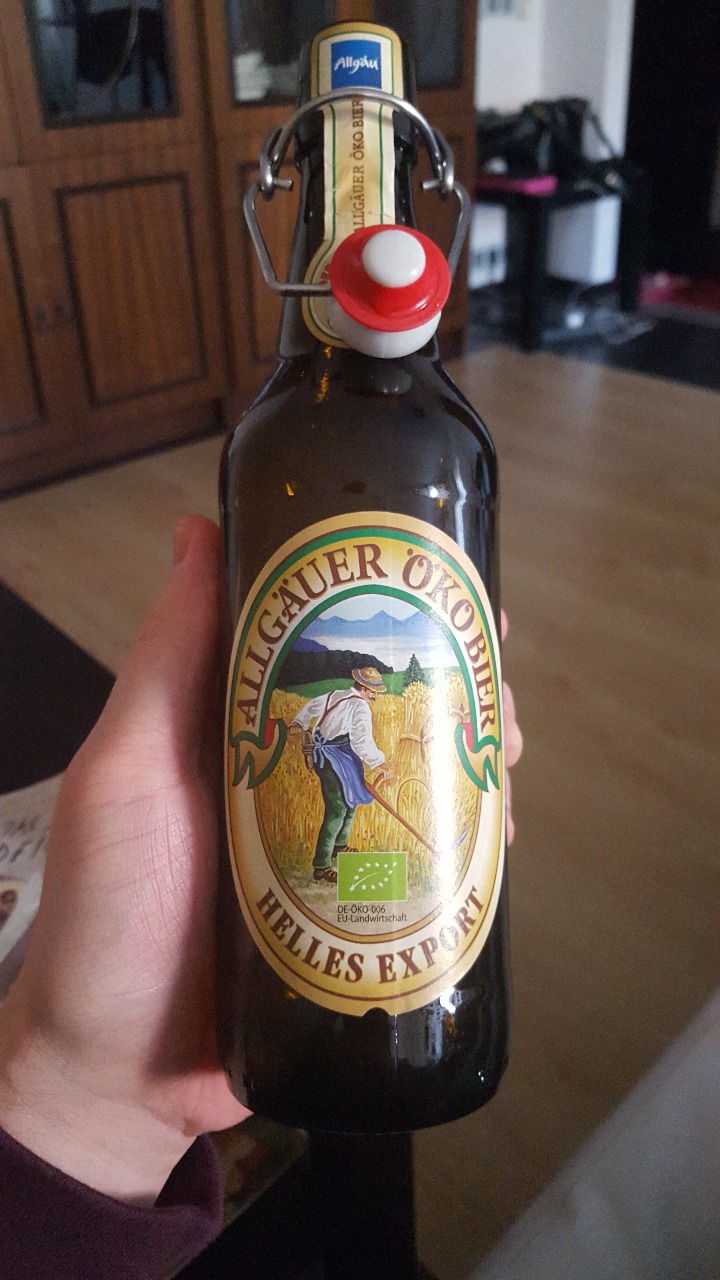 Allgäu
ALLGÄUER ÖKO BIER
ALLGÄUER ÖKO BIER
DE-ÖKO-006
EU-Landwirtschaft
HELLES EXPORT